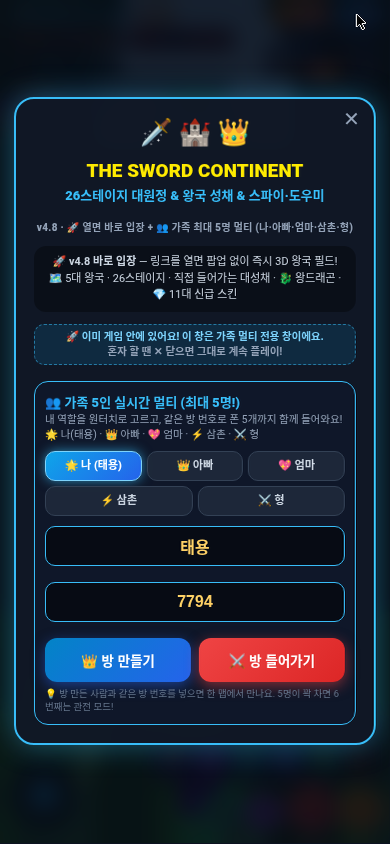 ✕
🗡️ 🏰 👑
THE SWORD CONTINENT
26스테이지 대원정 & 왕국 성채 & 스파이·도우미
v4.8 · 🚀 열면 바로 입장 + 👥 가족 최대 5명 멀티 (나·아빠·엄마·삼촌·형)
🚀 v4.8 바로 입장 — 링크를 열면 팝업 없이 즉시 3D 왕국 필드!
🗺️ 5대 왕국 · 26스테이지 · 직접 들어가는 대성채 · 🐉 왕드래곤 ·
💎 11대 신급 스킨
🚀 이미 게임 안에 있어요! 이 창은 가족 멀티 전용 창이에요.
혼자 할 땐 ✕ 닫으면 그대로 계속 플레이!
👥 가족 5인 실시간 멀티 (최대 5명!)
내 역할을 원터치로 고르고, 같은 방 번호로 폰 5개까지 함께 들어와요!
🌟 나(태용) · 👑 아빠 · 💖 엄마 · ⚡ 삼촌 · ⚔️ 형
🌟 나 (태용) 👑 아빠 💖 엄마
⚡ 삼촌 ⚔️ 형
태용
7794
👑 방 만들기 ⚔️ 방 들어가기
💡 방 만든 사람과 같은 방 번호를 넣으면 한 맵에서 만나요. 5명이 꽉 차면 6
번째는 관전 모드!